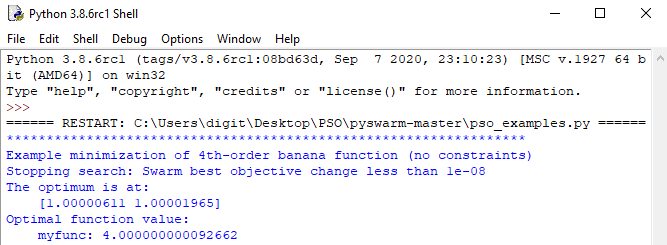 Python 3.8.6rc1 Shell
File Edit Shell Debug Options Window Help
Python 3.8.6rc1 (tags/v3.8.6rc1:08bd63d, Sep  7 2020, 23:10:23) [MSC v.1927 64 b
it (AMD64)] on win32
Type "help", "copyright", "credits" or "license()" for more information.
>>>
====== RESTART: C:\Users\digit\Desktop\PSO\pyswarm-master\pso_examples.py ======
*****************************************************************
Example minimization of 4th-order banana function (no constraints)
Stopping search: Swarm best objective change less than 1e-08
The optimum is at:
    [1.00000611 1.00001965]
Optimal function value:
    myfunc: 4.000000000092662